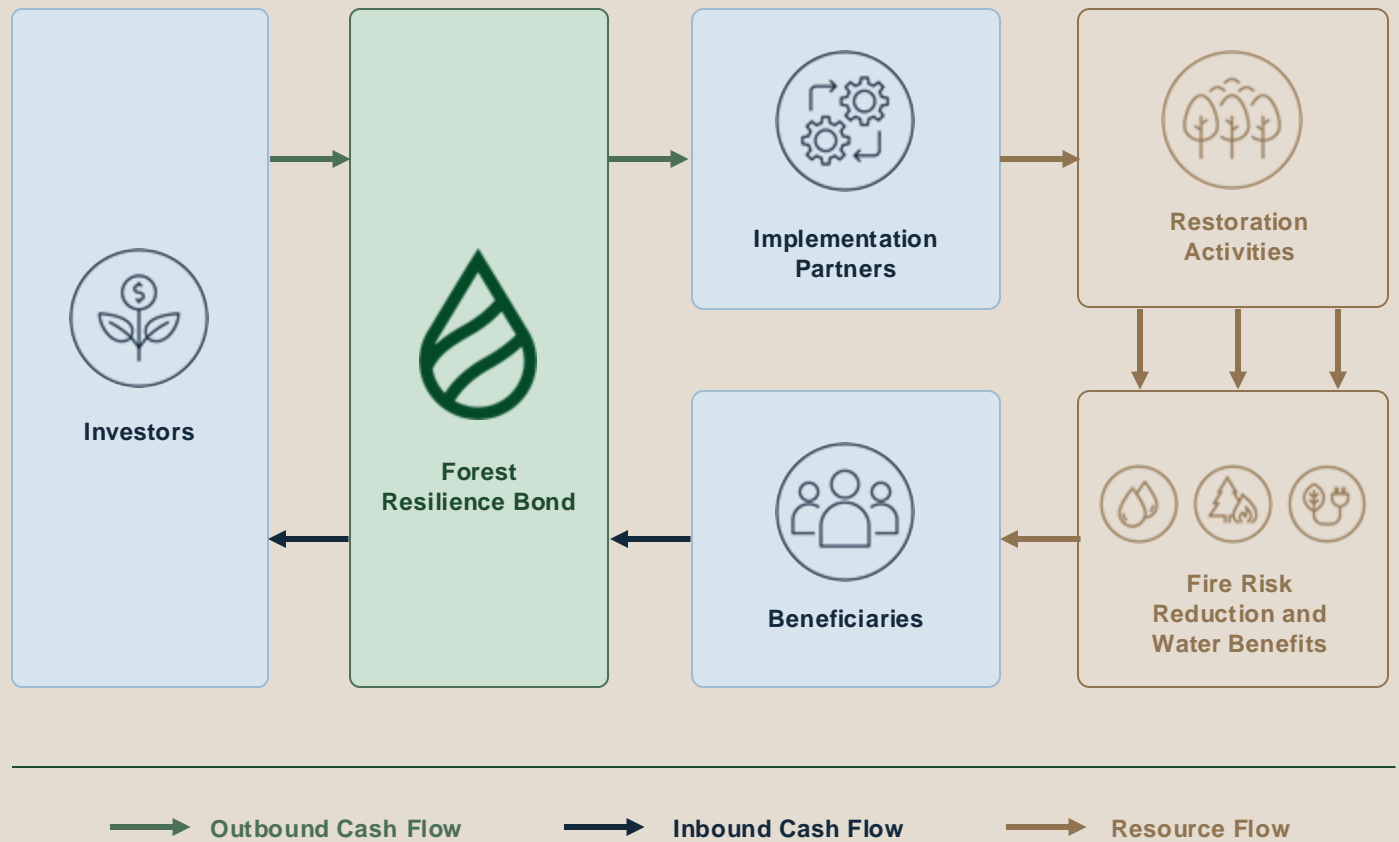 Investors
Forest
Resilience Bond
Implementation
Partners
Restoration
Activities
Beneficiaries
Fire Risk
Reduction and
Water Benefits
Outbound Cash Flow
Inbound Cash Flow
Resource Flow
$